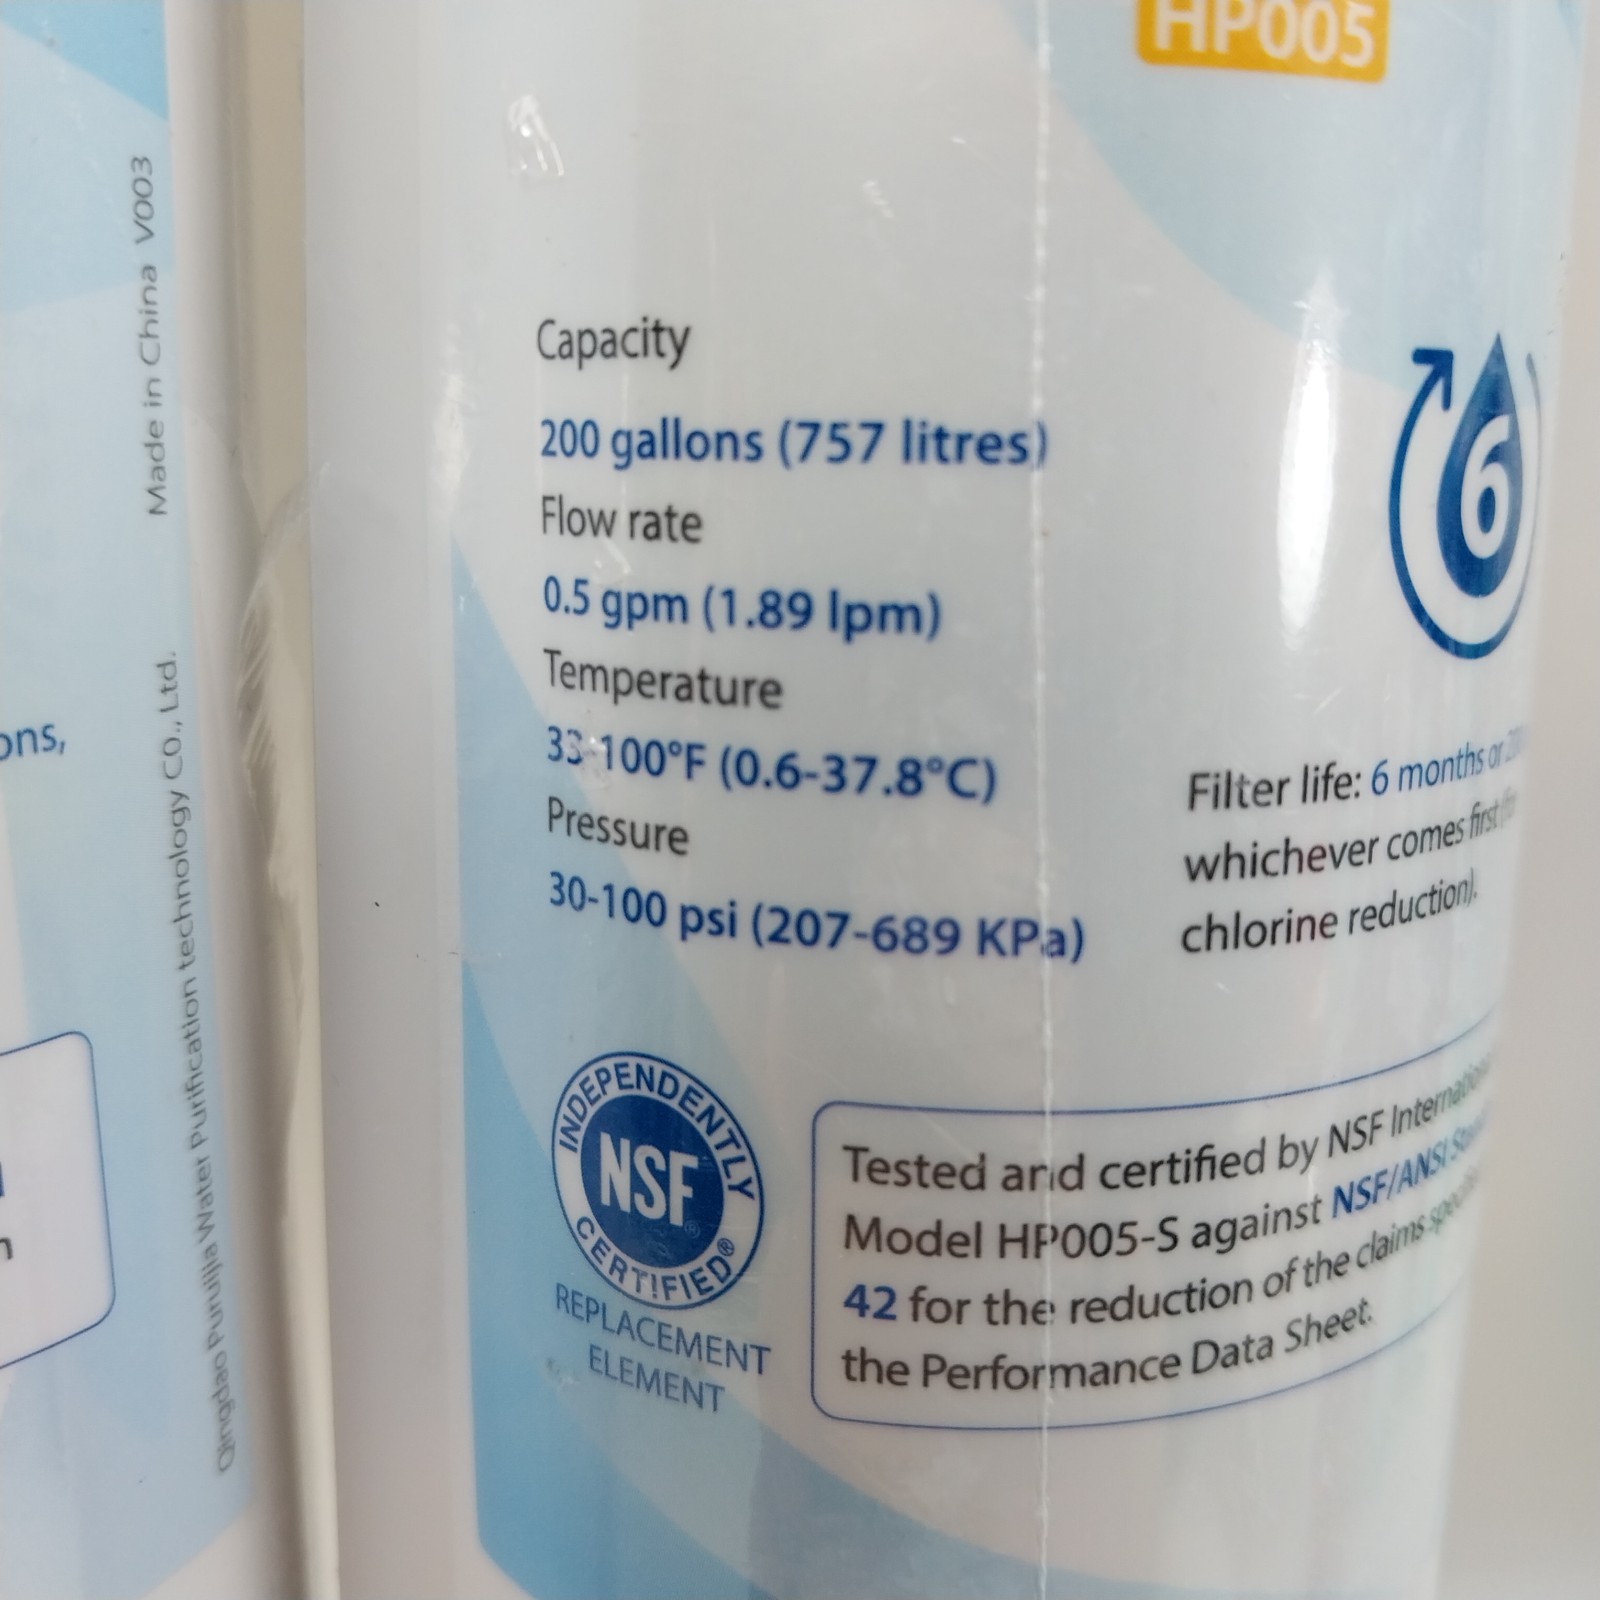 HP005
Made in China V003
Qingdao Puruijia Water Purification technology CO., Ltd.
Capacity
200 gallons (757 litres)
Flow rate
0.5 gpm (1.89 lpm)
Temperature
33-100°F (0.6-37.8°C)
Pressure
30-100 psi (207-689 KPa)
6
Filter life: 6 months or
whichever comes first
chlorine reduction).
INDEPENDENTLY
NSF®
CERTIFIED®
REPLACEMENT
ELEMENT
Tested and certified by NSF International
Model HP005-S against NSF/ANSI
42 for the reduction of the claims
the Performance Data Sheet.